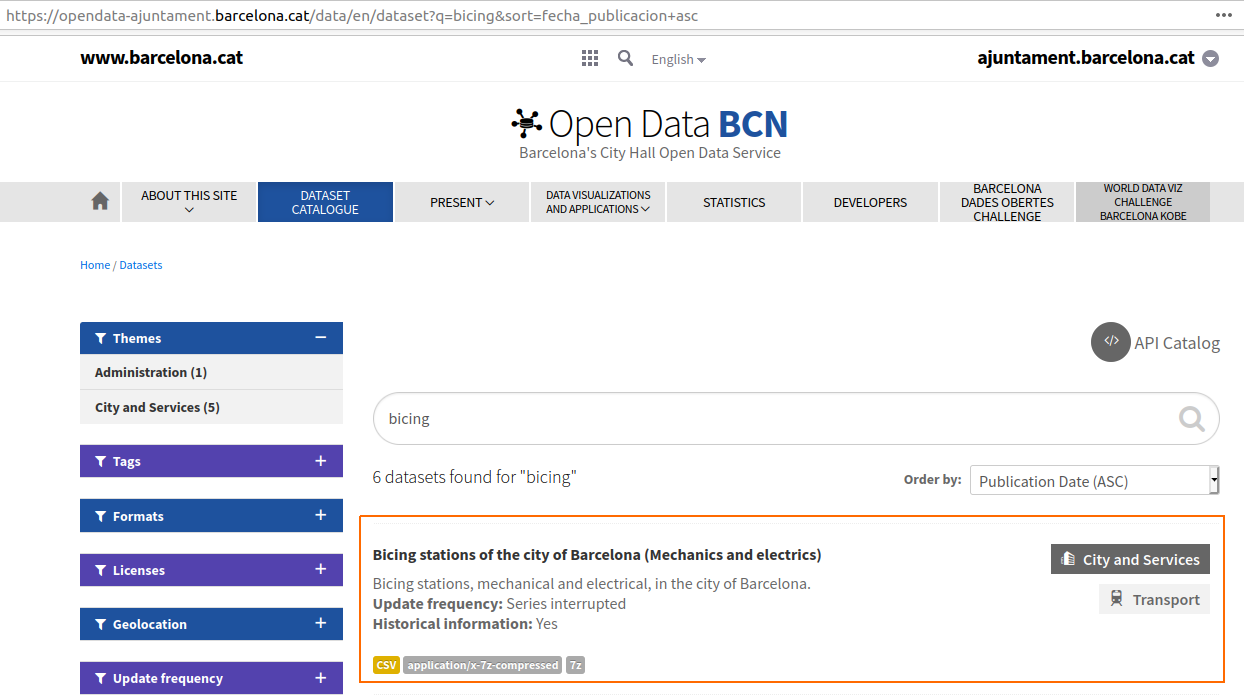 https://opendata-ajuntament.barcelona.cat/data/en/dataset?q=bicing&sort=fecha_publicacion+asc
www.barcelona.cat
English
ajuntament.barcelona.cat
Open Data BCN
Barcelona's City Hall Open Data Service
ABOUT THIS SITE
DATASET
CATALOGUE
PRESENT
DATA VISUALIZATIONS
AND APPLICATIONS
STATISTICS
DEVELOPERS
BARCELONA
DADES OBERTES
CHALLENGE
WORLD DATA VIZ
CHALLENGE
BARCELONA KOBE
Home / Datasets
Themes
Administration (1)
City and Services (5)
Tags
Formats
Licenses
Geolocation
Update frequency
</> API Catalog
bicing
6 datasets found for "bicing"
Order by: Publication Date (ASC)
Bicing stations of the city of Barcelona (Mechanics and electrics)
Bicing stations, mechanical and electrical, in the city of Barcelona.
Update frequency: Series interrupted
Historical information: Yes
CSV application/x-7z-compressed 7z
City and Services
Transport